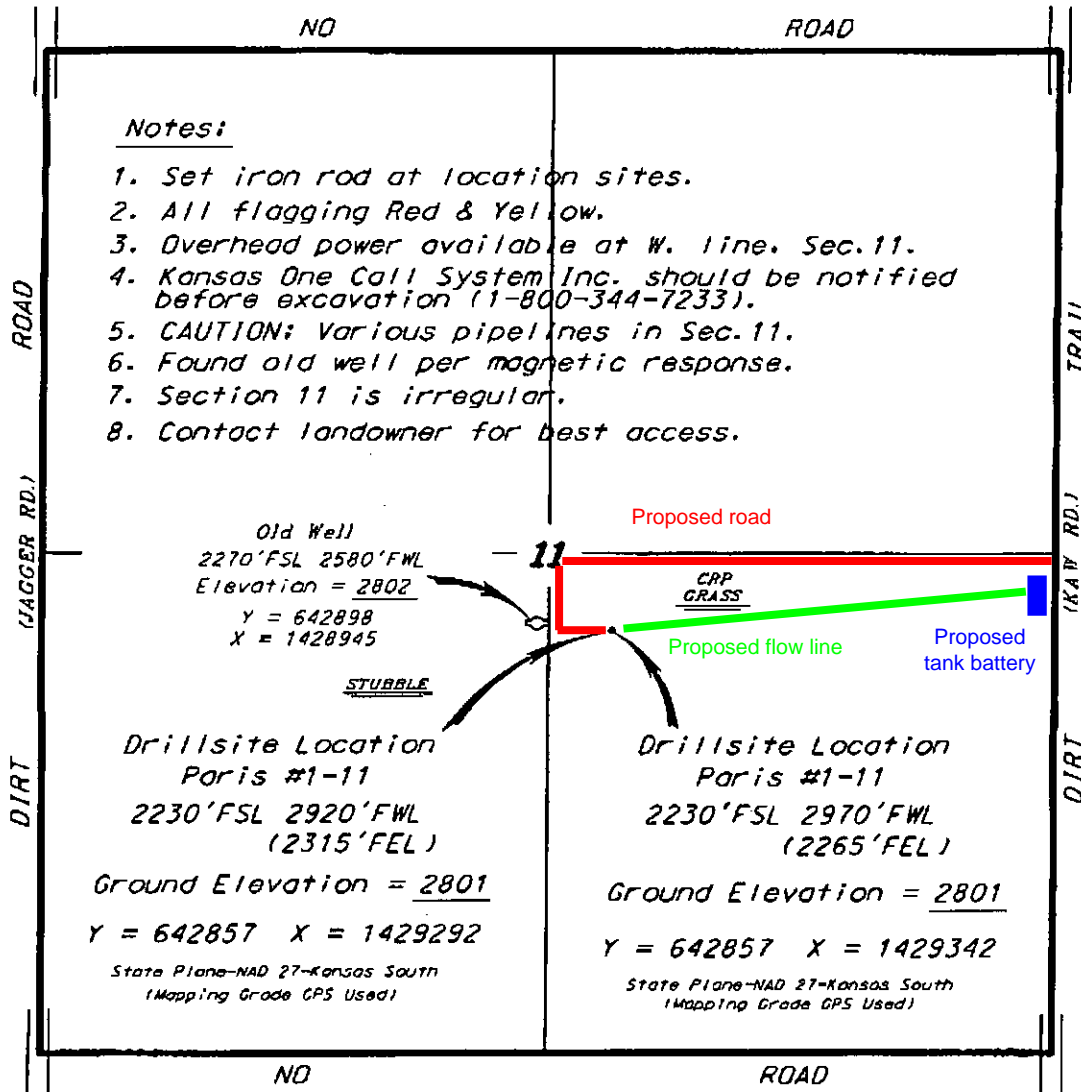 NO ROAD
Notes:
1. Set iron rod at location sites.
2. All flagging Red & Yellow.
3. Overhead power available at W. line. Sec.11.
4. Kansas One Call System Inc. should be notified
before excavation (1-800-344-7233).
5. CAUTION: Various pipelines in Sec.11.
6. Found old well per magnetic response.
7. Section 11 is irregular.
8. Contact landowner for best access.
DIRT (JAGGER RD.) ROAD
TRAIL
(KAW RD.)
DIRT
Proposed road
11
Old Well
2270'FSL 2580'FWL
Elevation = 2802
Y = 642898
X = 1428945
CRP
GRASS
Proposed flow line
Proposed
tank battery
STUBBLE
Drillsite Location
Paris #1-11
2230'FSL 2920'FWL
(2315'FEL)
Ground Elevation = 2801
Y = 642857 X = 1429292
State Plane-NAD 27-Kansas South
(Mapping Grade GPS Used)
Drillsite Location
Paris #1-11
2230'FSL 2970'FWL
(2265'FEL)
Ground Elevation = 2801
Y = 642857 X = 1429342
State Plane-NAD 27-Kansas South
(Mapping Grade GPS Used)
NO ROAD